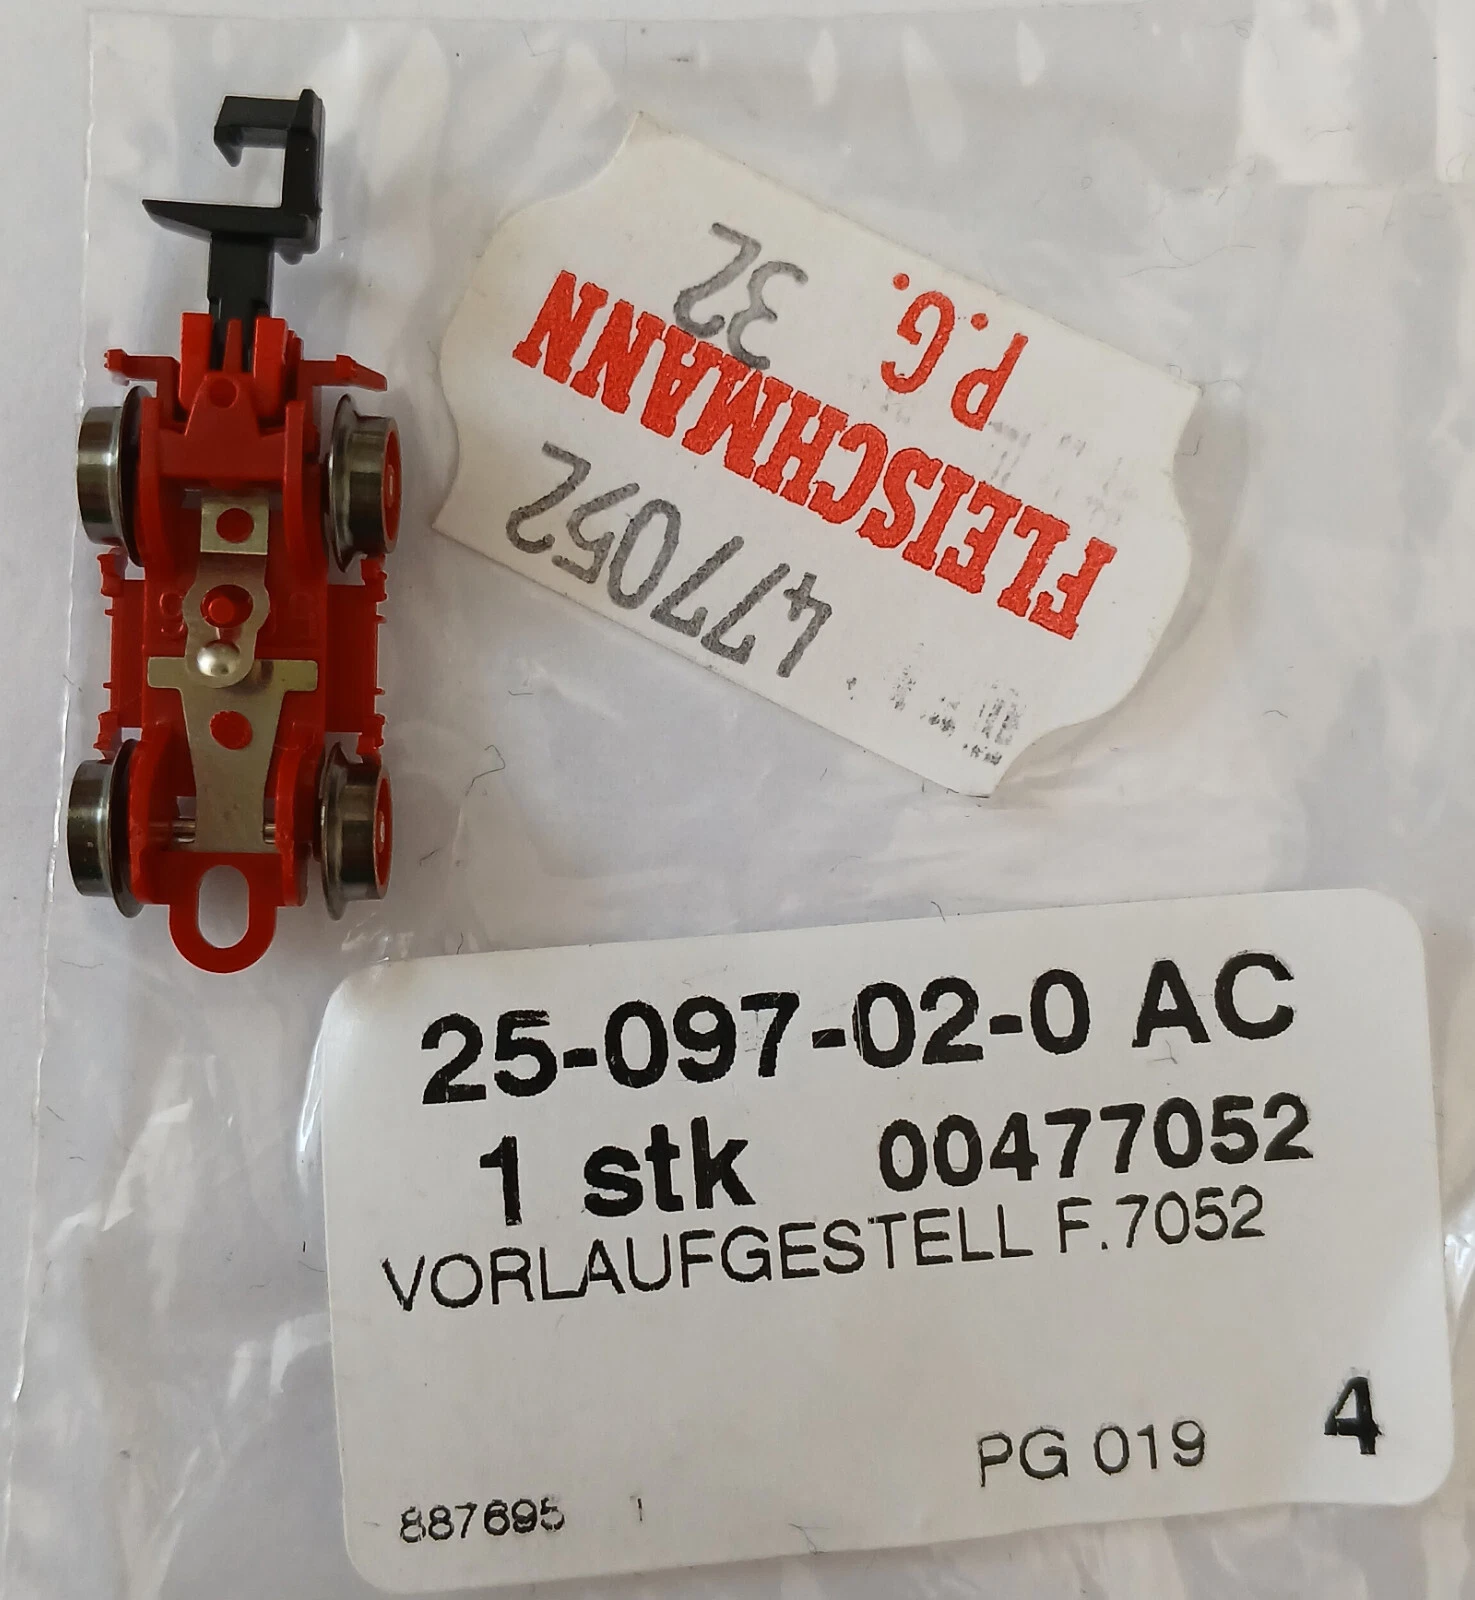 P.G. 32
FLEISCHMANN
477052
25-097-02-0 AC
1 stk 00477052
VORLAUFGESTELL F.7052
PG 019 4
887695 1